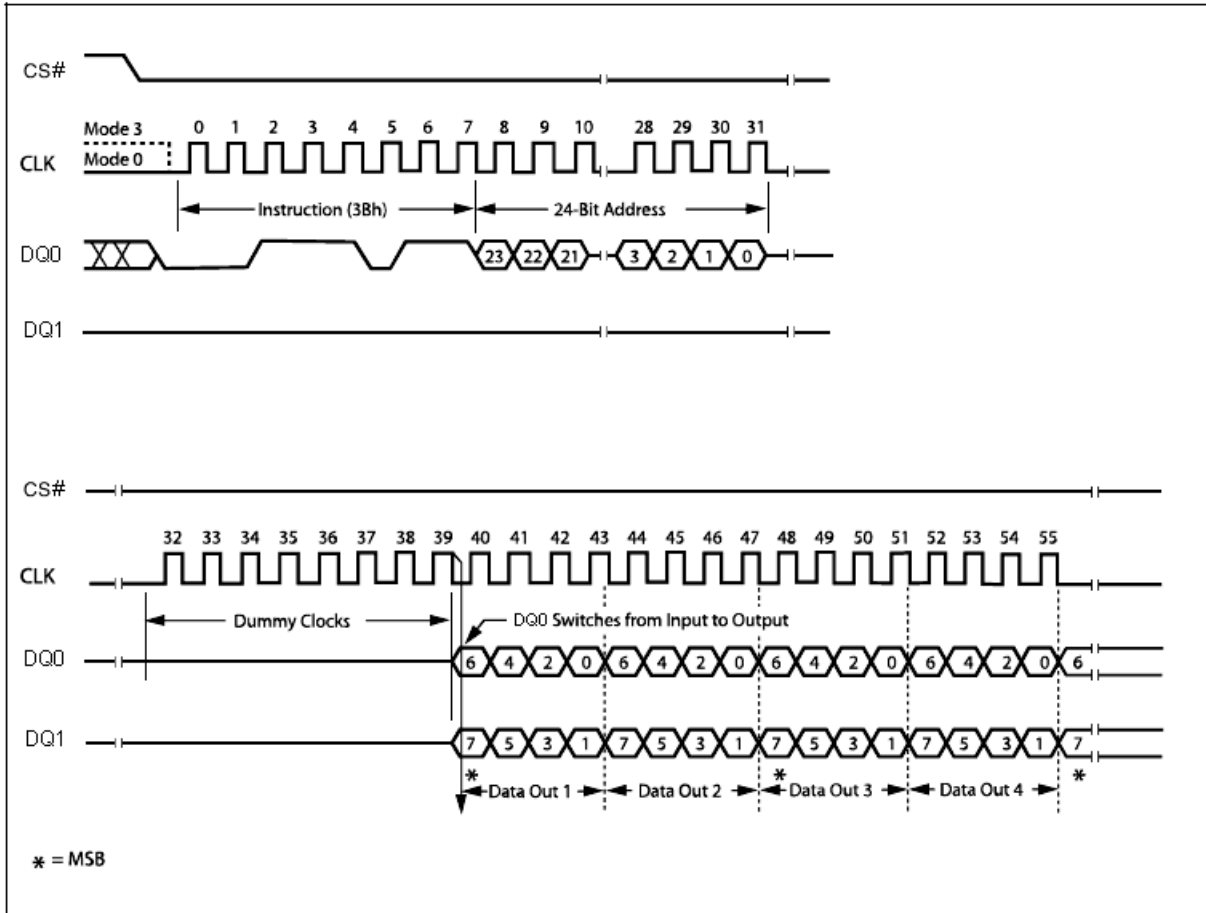 CS#
Mode 3 0 1 2 3 4 5 6 7 8 9 10 28 29 30 31
CLK Mode 0
Instruction (3Bh) 24-Bit Address
DQ0 23 22 21 3 2 1 0
DQ1
CS#
32 33 34 35 36 37 38 39 40 41 42 43 44 45 46 47 48 49 50 51 52 53 54 55
CLK
Dummy Clocks DQ0 Switches from Input to Output
DQ0 6 4 2 0 6 4 2 0 6 4 2 0 6 4 2 0 6
DQ1 7 5 3 1 7 5 3 1 7 5 3 1 7 5 3 1 7
* * *
Data Out 1 Data Out 2 Data Out 3 Data Out 4
* = MSB